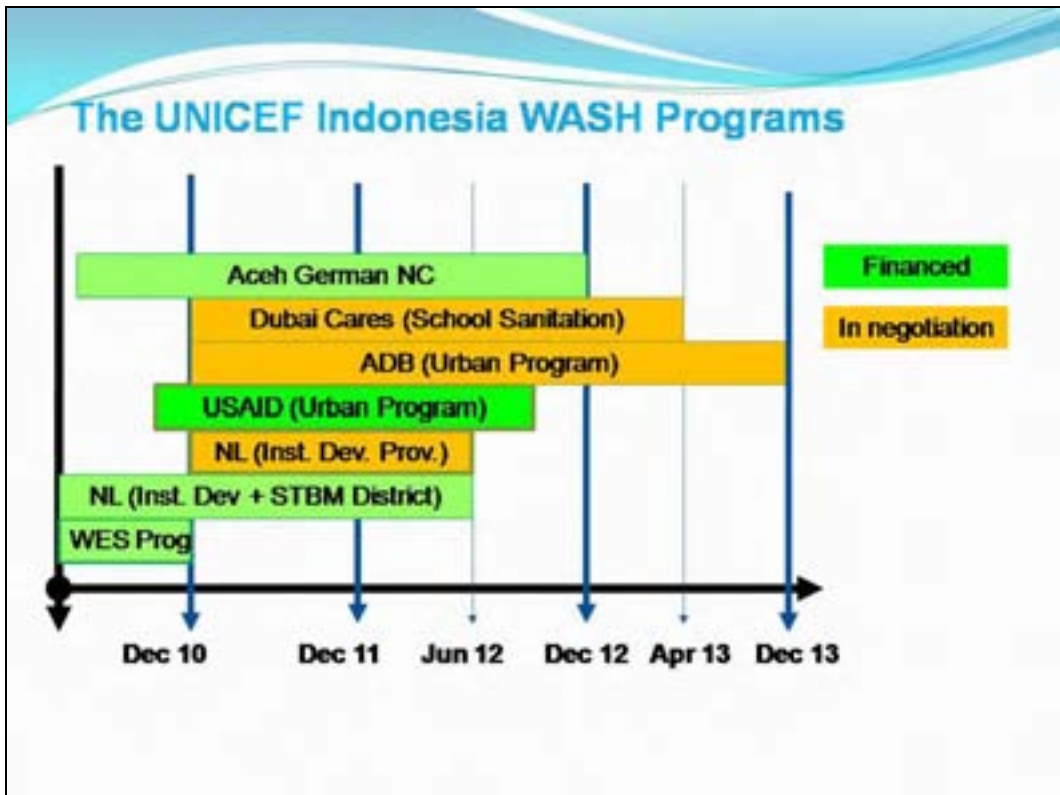 The UNICEF Indonesia WASH Programs
Aceh German NC
Financed
Dubai Cares (School Sanitation)
In negotiation
ADB (Urban Program)
USAID (Urban Program)
NL (Inst. Dev. Prov.)
NL (Inst. Dev + STBM District)
WES Prog
Dec 10 Dec 11 Jun 12 Dec 12 Apr 13 Dec 13